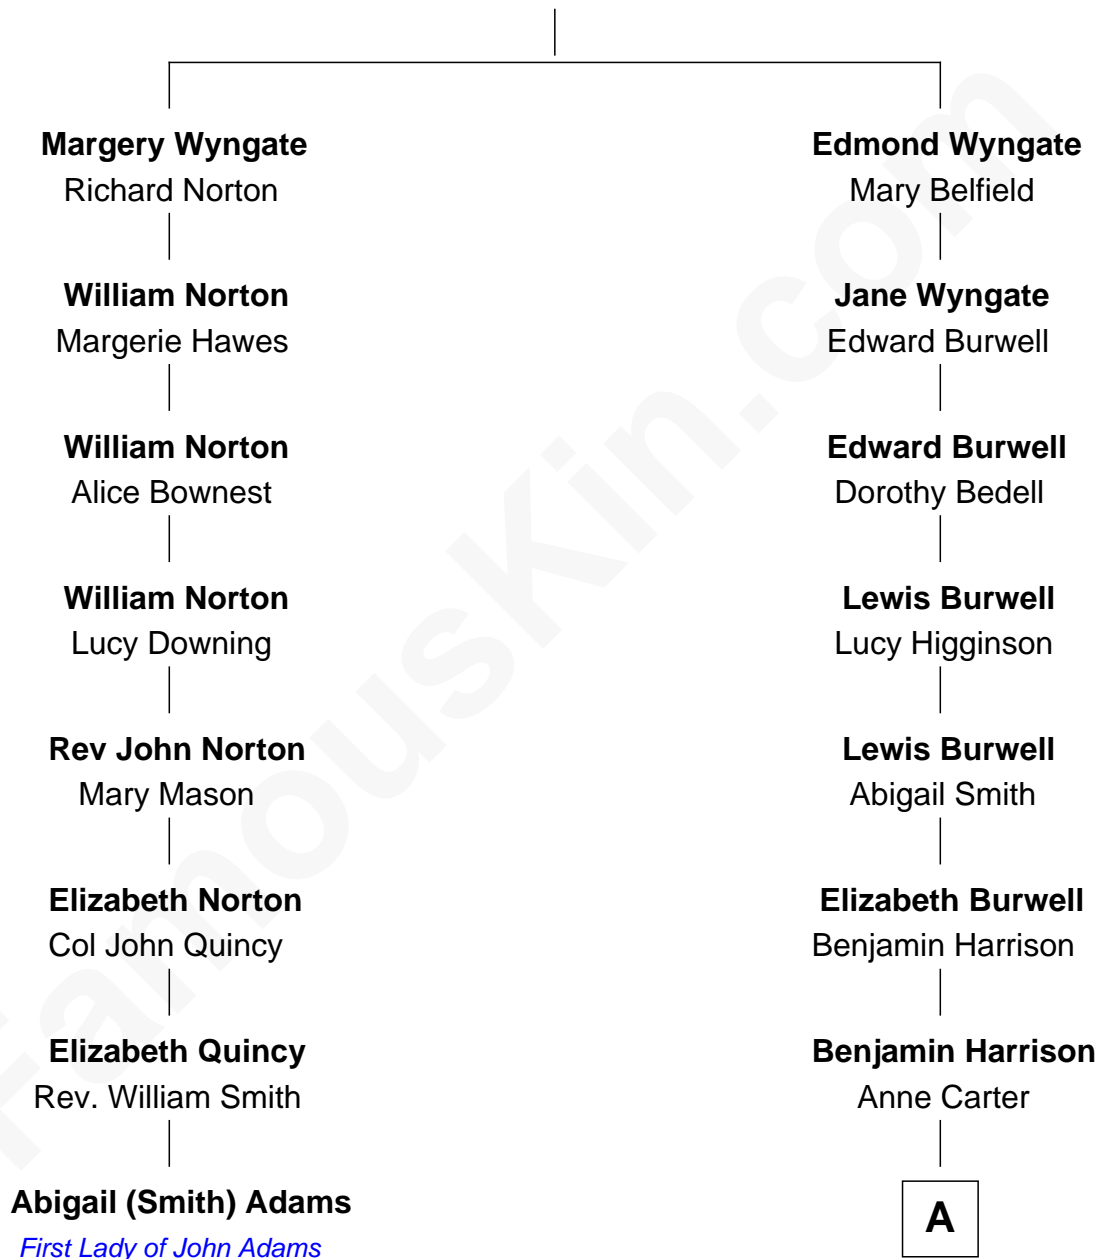 Margery Wyngate
Richard Norton
William Norton
Margerie Hawes
William Norton
Alice Bownest
William Norton
Lucy Downing
Rev John Norton
Mary Mason
Elizabeth Norton
Col John Quincy
Elizabeth Quincy
Rev. William Smith
Abigail (Smith) Adams
First Lady of John Adams
Edmond Wyngate
Mary Belfield
Jane Wyngate
Edward Burwell
Edward Burwell
Dorothy Bedell
Lewis Burwell
Lucy Higginson
Lewis Burwell
Abigail Smith
Elizabeth Burwell
Benjamin Harrison
Benjamin Harrison
Anne Carter
A
FamousKin.com